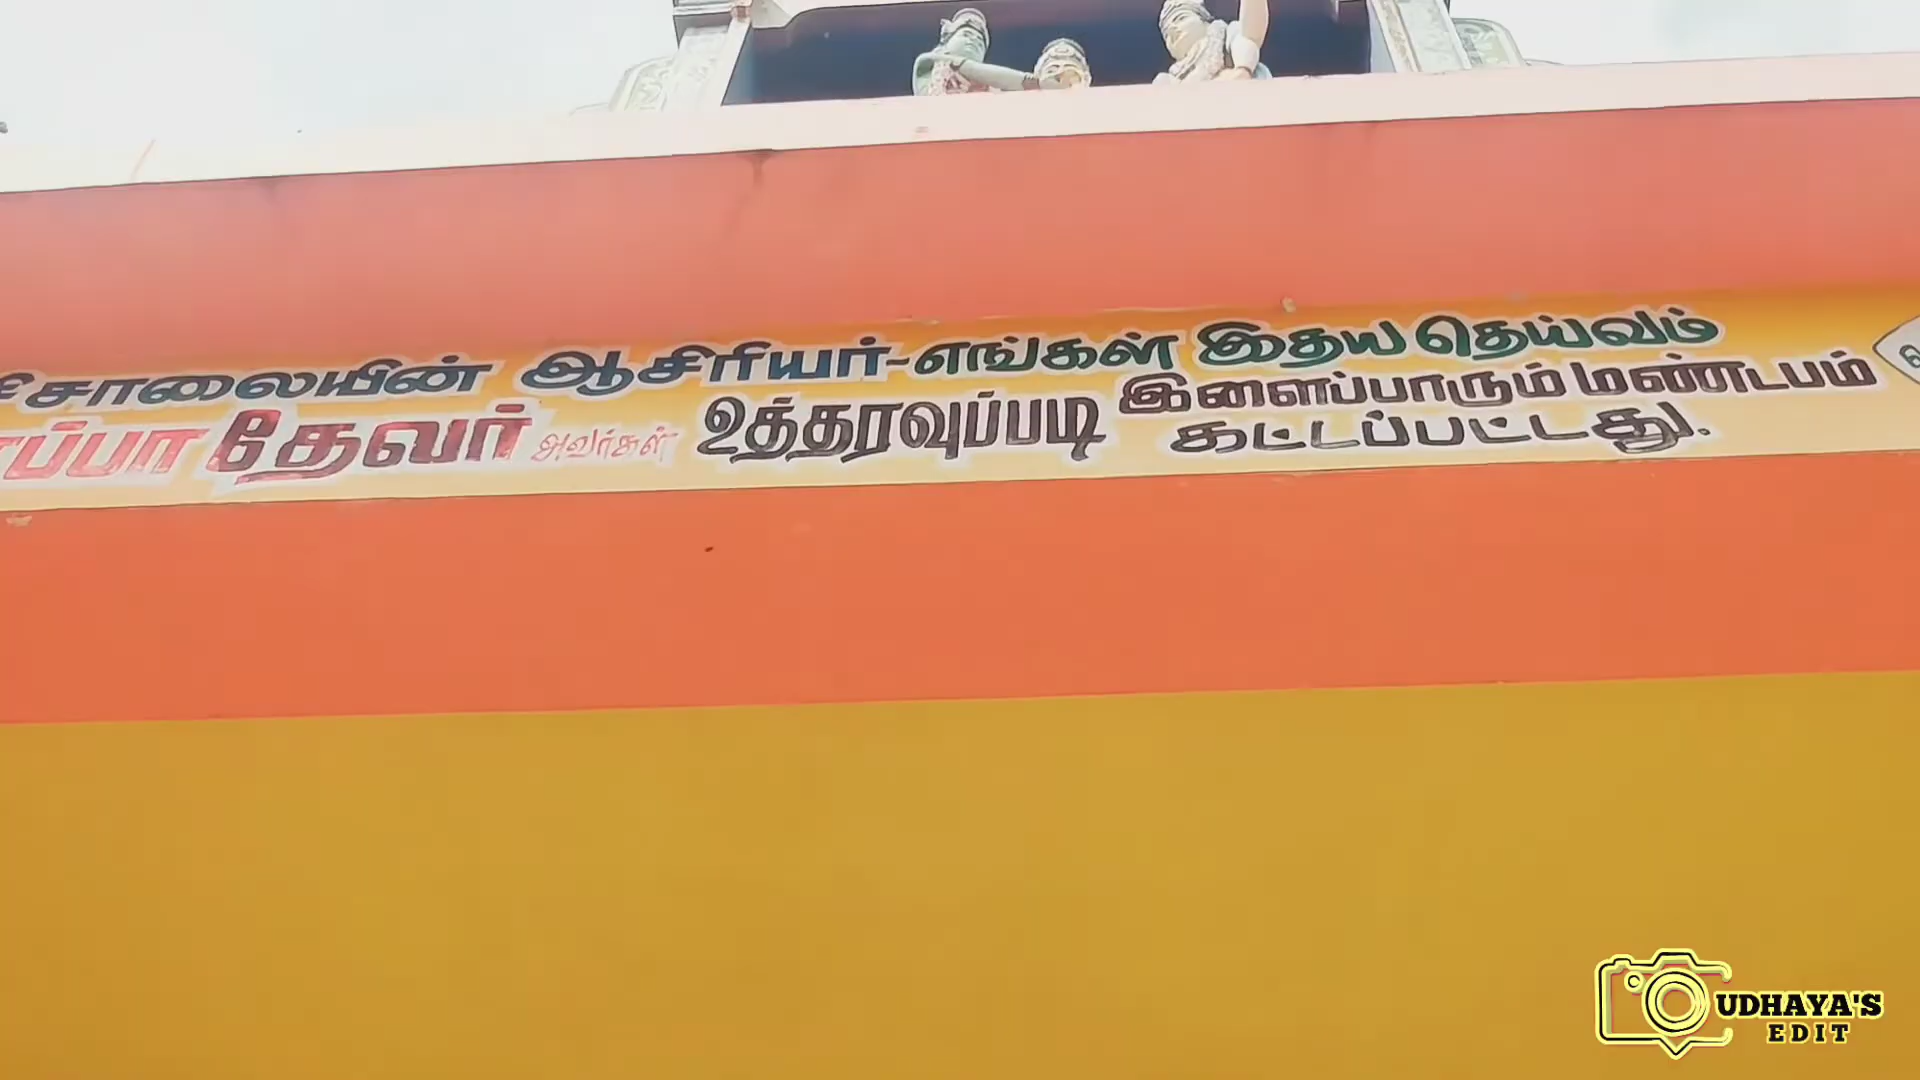 சோலையின் ஆசிரியர்-எங்கள் இதய தெய்வம்
ப்பா தேவர் அவர்கள் உத்தரவுப்படி இளைப்பாரும் மண்டபம்
கட்டப்பட்டது.
UDHAYA'S
EDIT